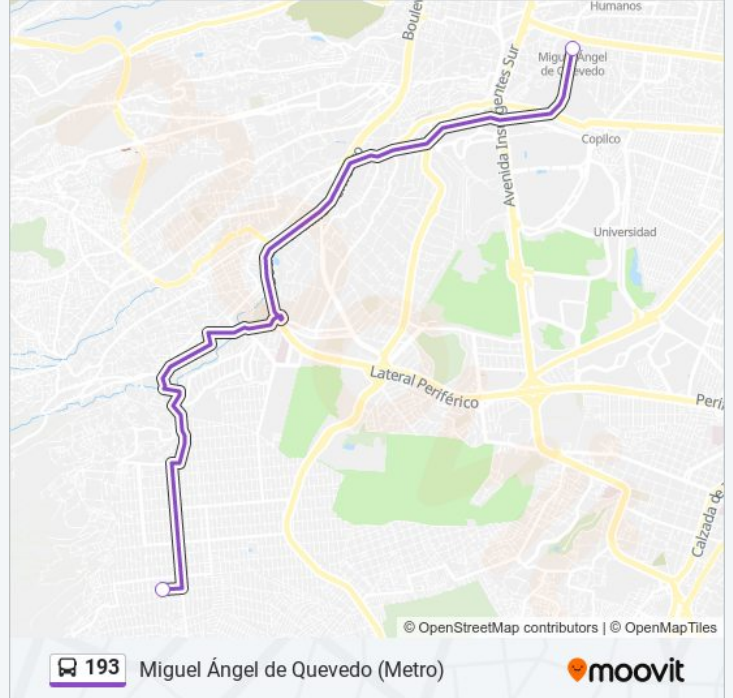 Humanos
Boulev
Miguel Ángel
de Quevedo
Avenida Insurgentes Sur
Copilco
Universidad
Lateral Periférico
Perí
Calzada de
© OpenStreetMap contributors | © OpenMapTiles
193 Miguel Ángel de Quevedo (Metro)
moovit